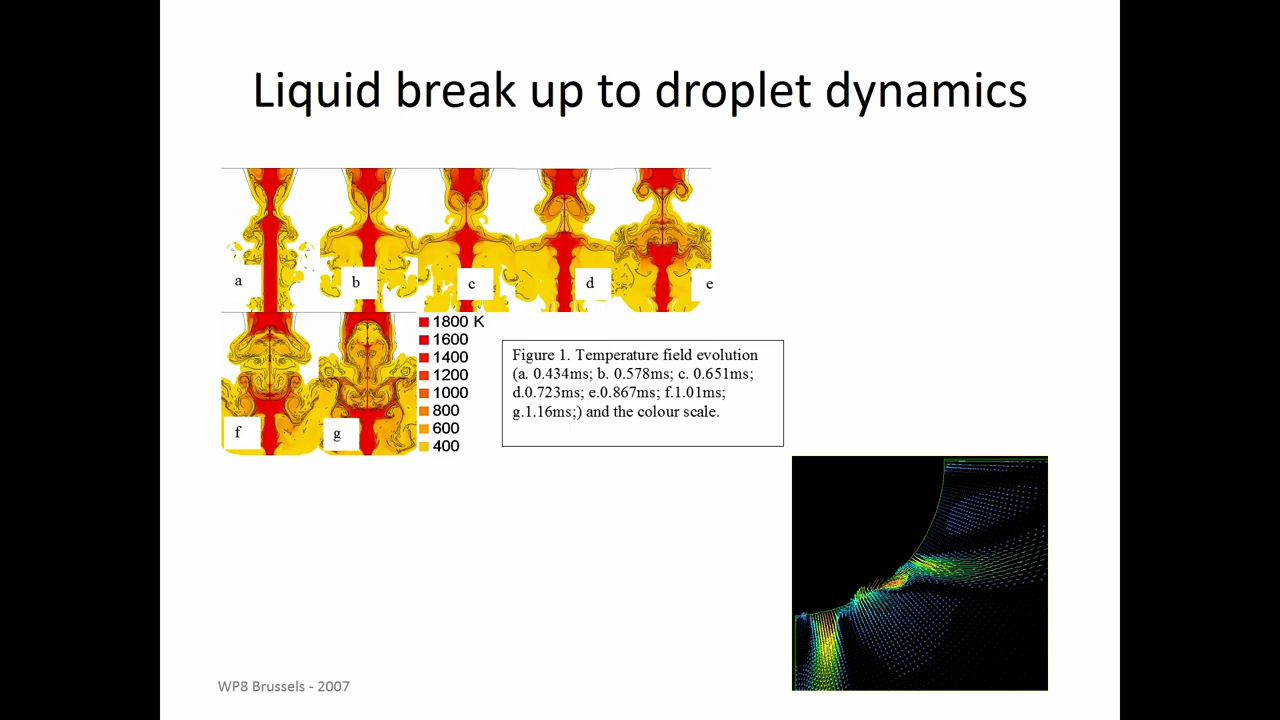 Liquid break up to droplet dynamics
a
b
c
d
e
f
g
1800 K
1600
1400
1200
1000
800
600
400
Figure 1. Temperature field evolution
(a. 0.434ms; b. 0.578ms; c. 0.651ms;
d.0.723ms; e.0.867ms; f.1.01ms;
g.1.16ms;) and the colour scale.
WP8 Brussels - 2007